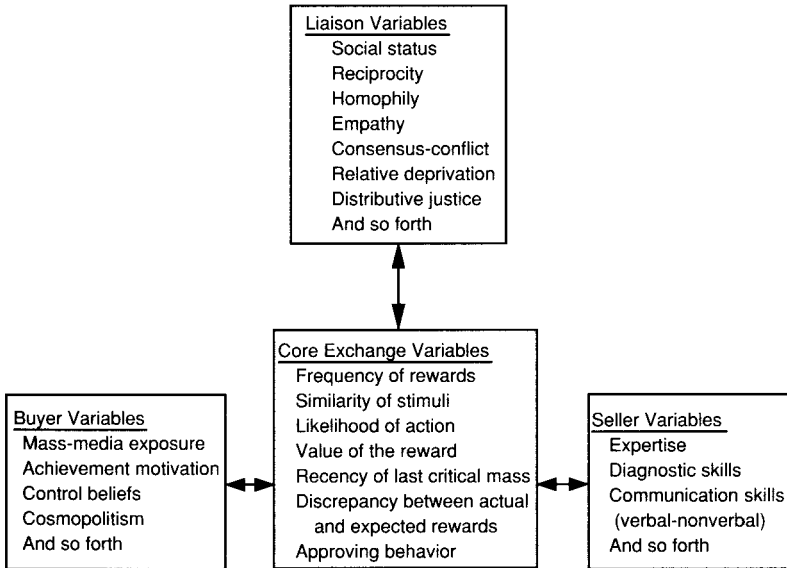 Liaison Variables
Social status
Reciprocity
Homophily
Empathy
Consensus-conflict
Relative deprivation
Distributive justice
And so forth
Core Exchange Variables
Frequency of rewards
Similarity of stimuli
Likelihood of action
Value of the reward
Recency of last critical mass
Discrepancy between actual
and expected rewards
Approving behavior
Buyer Variables
Mass-media exposure
Achievement motivation
Control beliefs
Cosmopolitism
And so forth
Seller Variables
Expertise
Diagnostic skills
Communication skills
(verbal-nonverbal)
And so forth